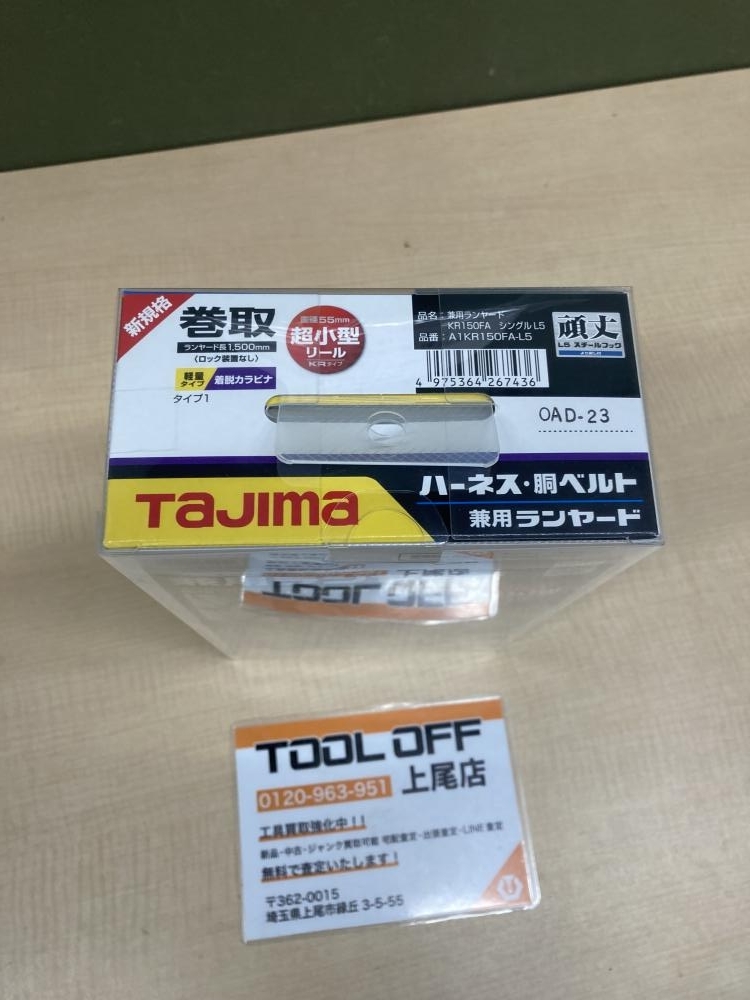 新規格
巻取
ランヤード長1,500mm
(ロック装置なし)
軽量タイプ 着脱カラビナ
タイプ1
直径55mm
超小型
リール
KRタイプ
品名:兼用ランヤード
KR150FA シングルL5
品番:A1KR150FA-L5
4 975364 267436
頑丈
L5 スチールフック
OAD-23
TaJIma
ハーネス・胴ベルト
兼用ランヤード
TOOL OFF
TOOL OFF
0120-963-951 上尾店
工具買取強化中!!
新品・中古・ジャンク買取可能 宅配査定・出張査定・LINE査定
無料で査定いたします!
〒362-0015
埼玉県上尾市緑丘 3-5-55